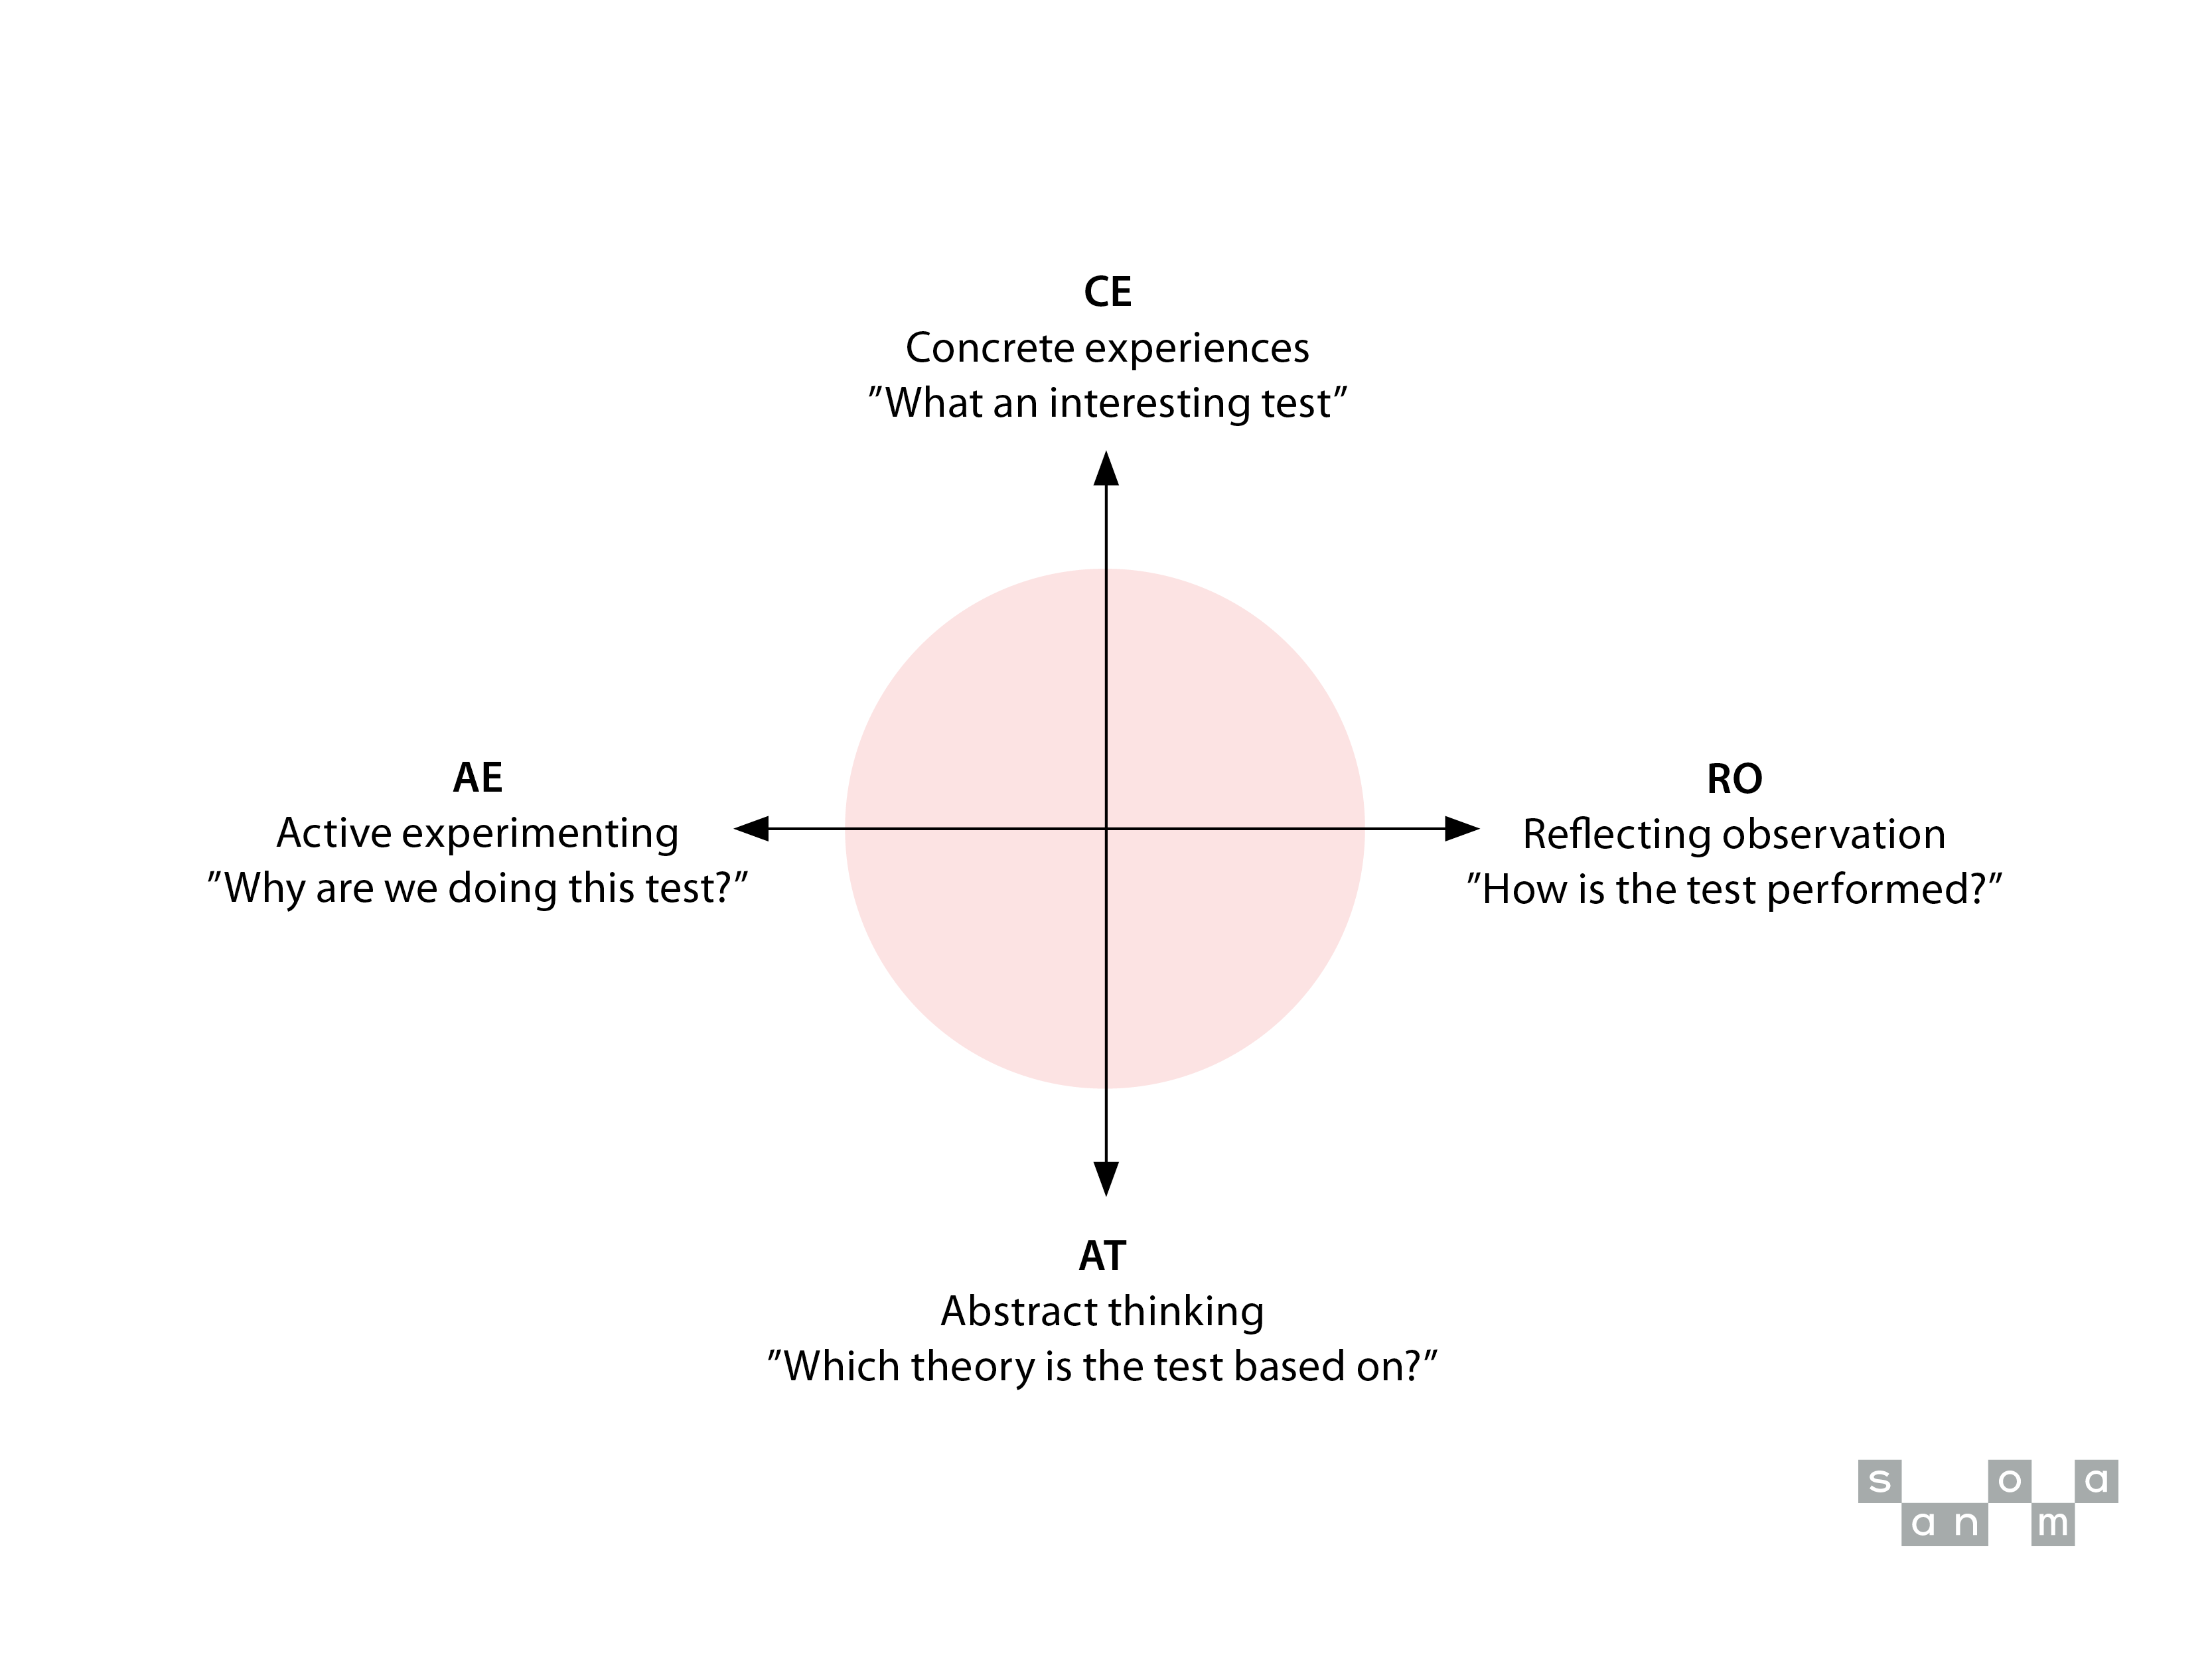 CE
Concrete experiences
”What an interesting test”
AE
Active experimenting
”Why are we doing this test?”
RO
Reflecting observation
”How is the test performed?”
AT
Abstract thinking
”Which theory is the test based on?”
sanoma